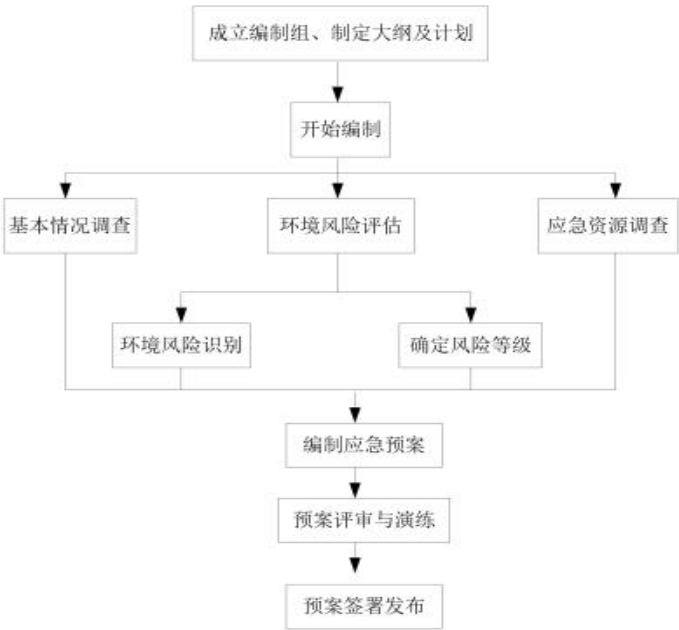 成立编制组、制定大纲及计划
开始编制
基本情况调查
环境风险评估
应急资源调查
环境风险识别
确定风险等级
编制应急预案
预案评审与演练
预案签署发布